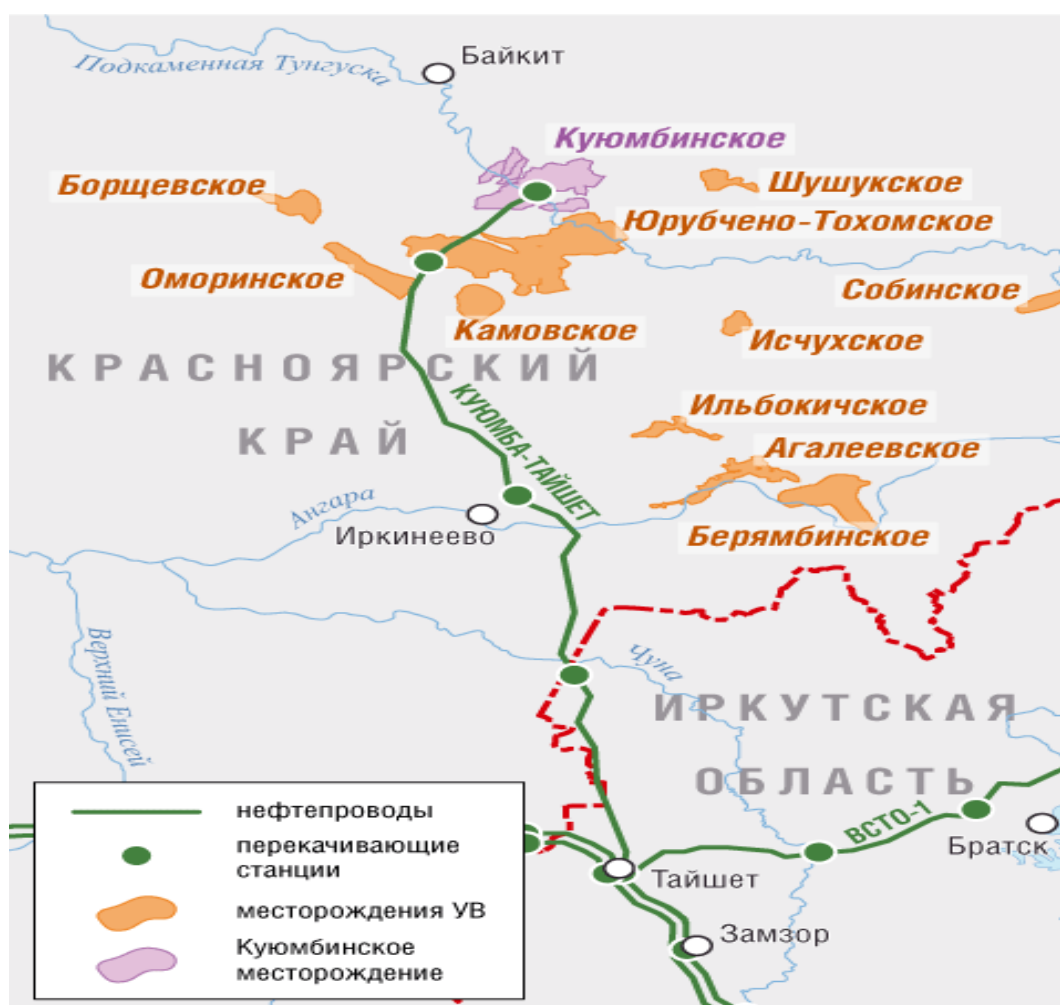 Байкит
Подкаменная Тунгуска
Куюмбинское
Борщевское
Шушукское
Юрубчено-Тохомское
Оморинское
Собинское
Камовское
Исчухское
КРАСНОЯРСКИЙ
КРАЙ
КУЮМБА-ТАЙШЕТ
Ильбокичское
Агалеевское
Ангара
Иркинеево
Берямбинское
Верхний Енисей
Чуна
ИРКУТСКАЯ
ОБЛАСТЬ
ВСТО-1
Братск
Тайшет
Замзор
нефтепроводы
перекачивающие
станции
месторождения УВ
Куюмбинское
месторождение